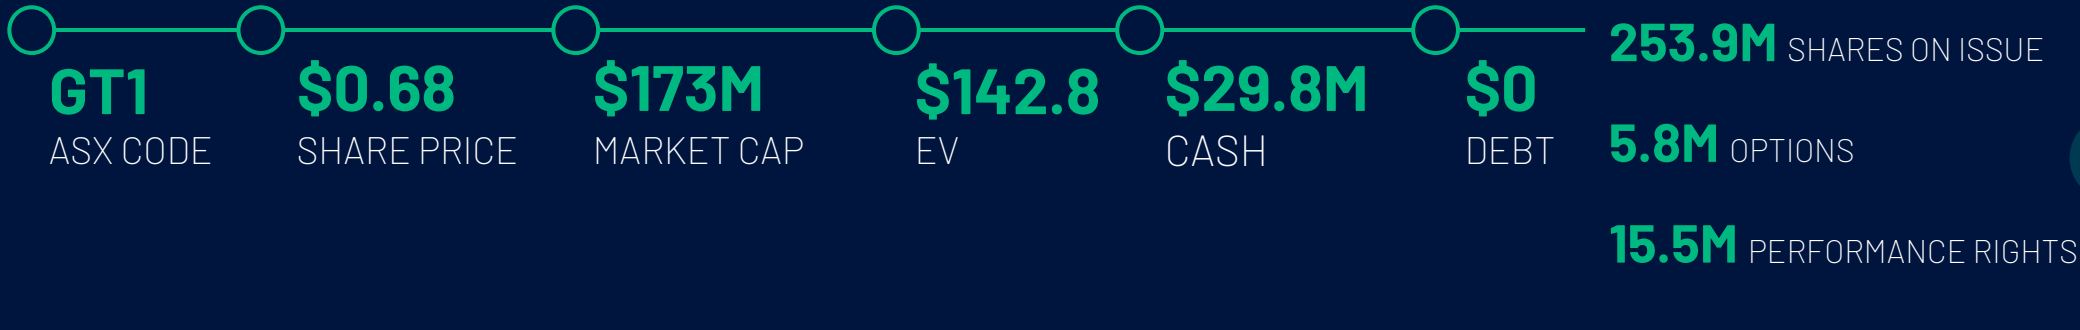 GT1
ASX CODE
$0.68
SHARE PRICE
$173M
MARKET CAP
$142.8
EV
$29.8M
CASH
$0
DEBT
253.9M SHARES ON ISSUE
5.8M OPTIONS
15.5M PERFORMANCE RIGHTS